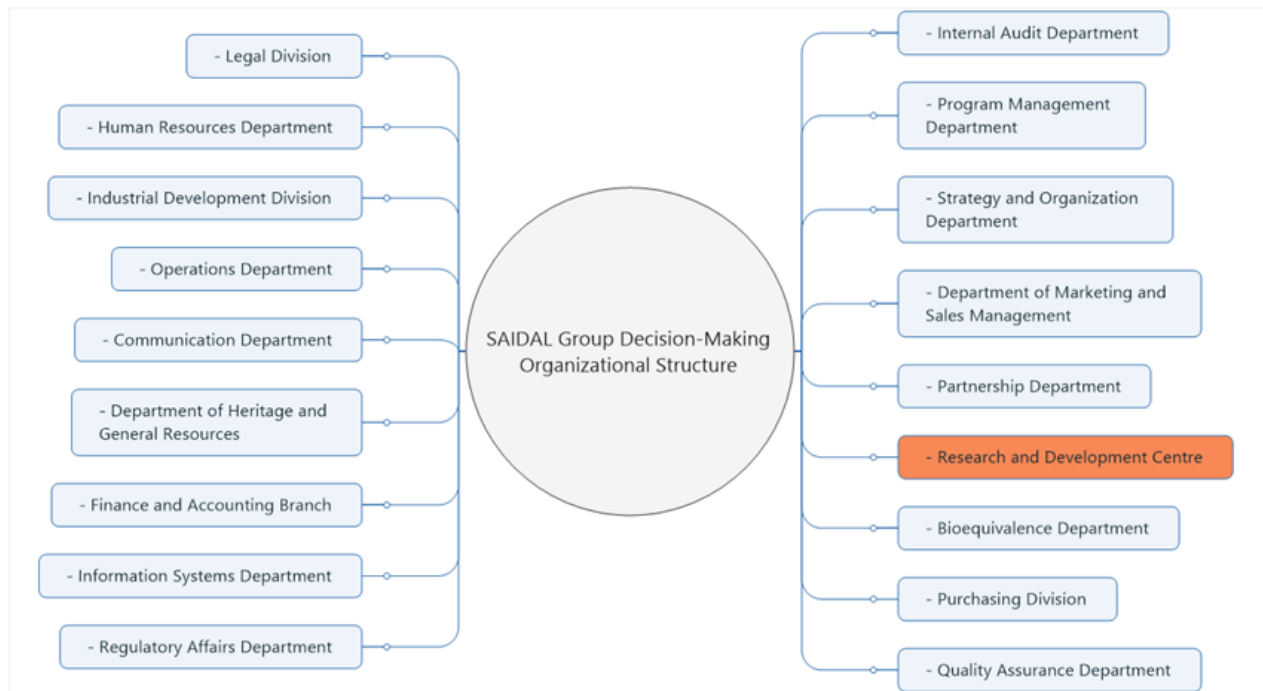 - Legal Division
- Human Resources Department
- Industrial Development Division
- Operations Department
- Communication Department
- Department of Heritage and
General Resources
- Finance and Accounting Branch
- Information Systems Department
- Regulatory Affairs Department
SAIDAL Group Decision-Making
Organizational Structure
- Internal Audit Department
- Program Management
Department
- Strategy and Organization
Department
- Department of Marketing and
Sales Management
- Partnership Department
- Research and Development Centre
- Bioequivalence Department
- Purchasing Division
- Quality Assurance Department